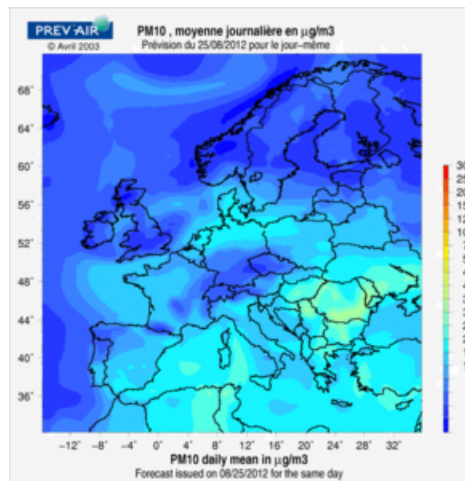 PREV'AIR
© Avril 2003
PM10 , moyenne journalière en µg/m3
Prévision du 25/08/2012 pour le jour-même
68°
64°
60°
56°
52°
48°
44°
40°
36°
-12° -8° -4° 0° 4° 8° 12° 16° 20° 24° 28° 32°
PM10 daily mean in µg/m3
Forecast issued on 08/25/2012 for the same day